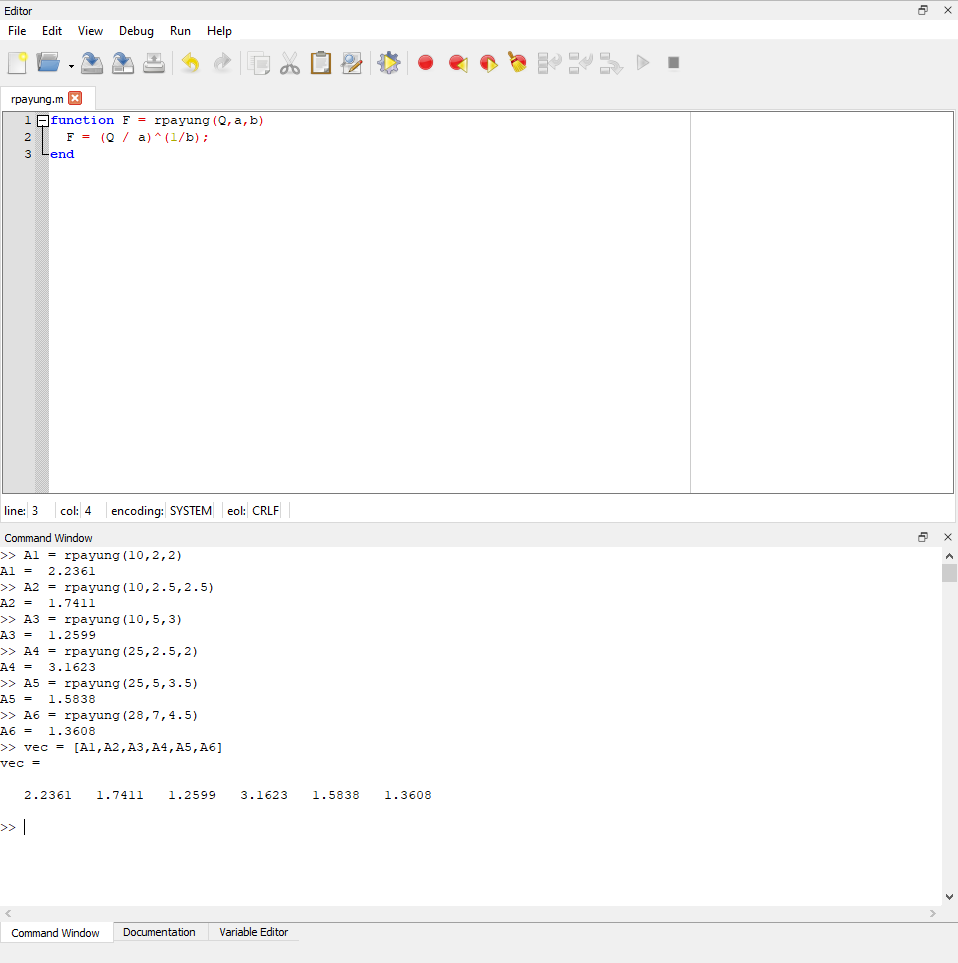 Editor
File Edit View Debug Run Help
rpayung.m
1 function F = rpayung(Q,a,b)
2 F = (Q / a)^(1/b);
3 end
line: 3 col: 4 encoding: SYSTEM eol: CRLF
Command Window
>> A1 = rpayung(10,2,2)
A1 = 2.2361
>> A2 = rpayung(10,2.5,2.5)
A2 = 1.7411
>> A3 = rpayung(10,5,3)
A3 = 1.2599
>> A4 = rpayung(25,2.5,2)
A4 = 3.1623
>> A5 = rpayung(25,5,3.5)
A5 = 1.5838
>> A6 = rpayung(28,7,4.5)
A6 = 1.3608
>> vec = [A1,A2,A3,A4,A5,A6]
vec =
2.2361 1.7411 1.2599 3.1623 1.5838 1.3608
>>
Command Window Documentation Variable Editor